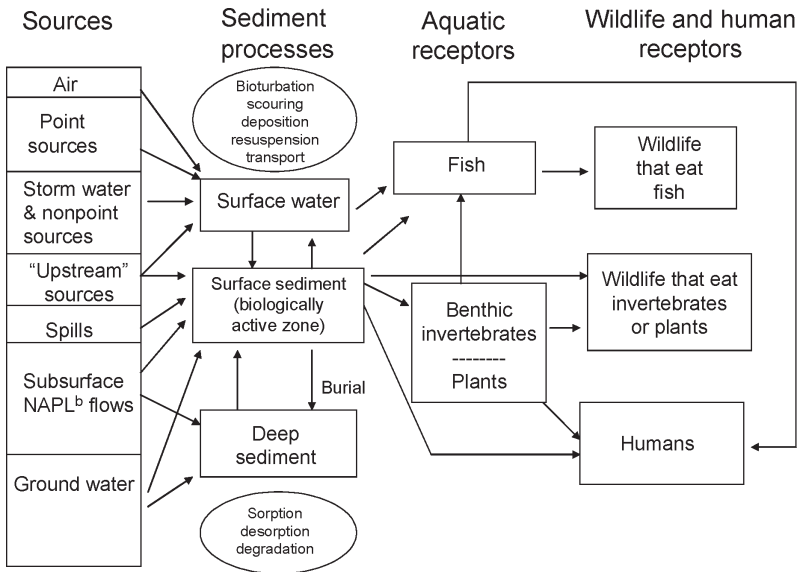 Sources
Sediment
processes
Aquatic
receptors
Wildlife and human
receptors
Air
Point
sources
Storm water
& nonpoint
sources
“Upstream”
sources
Spills
Subsurface
NAPLᵇ flows
Ground water
Bioturbation
scouring
deposition
resuspension
transport
Surface water
Surface sediment
(biologically
active zone)
Burial
Deep
sediment
Sorption
desorption
degradation
Fish
Benthic
invertebrates
--------
Plants
Wildlife
that eat
fish
Wildlife that eat
invertebrates
or plants
Humans